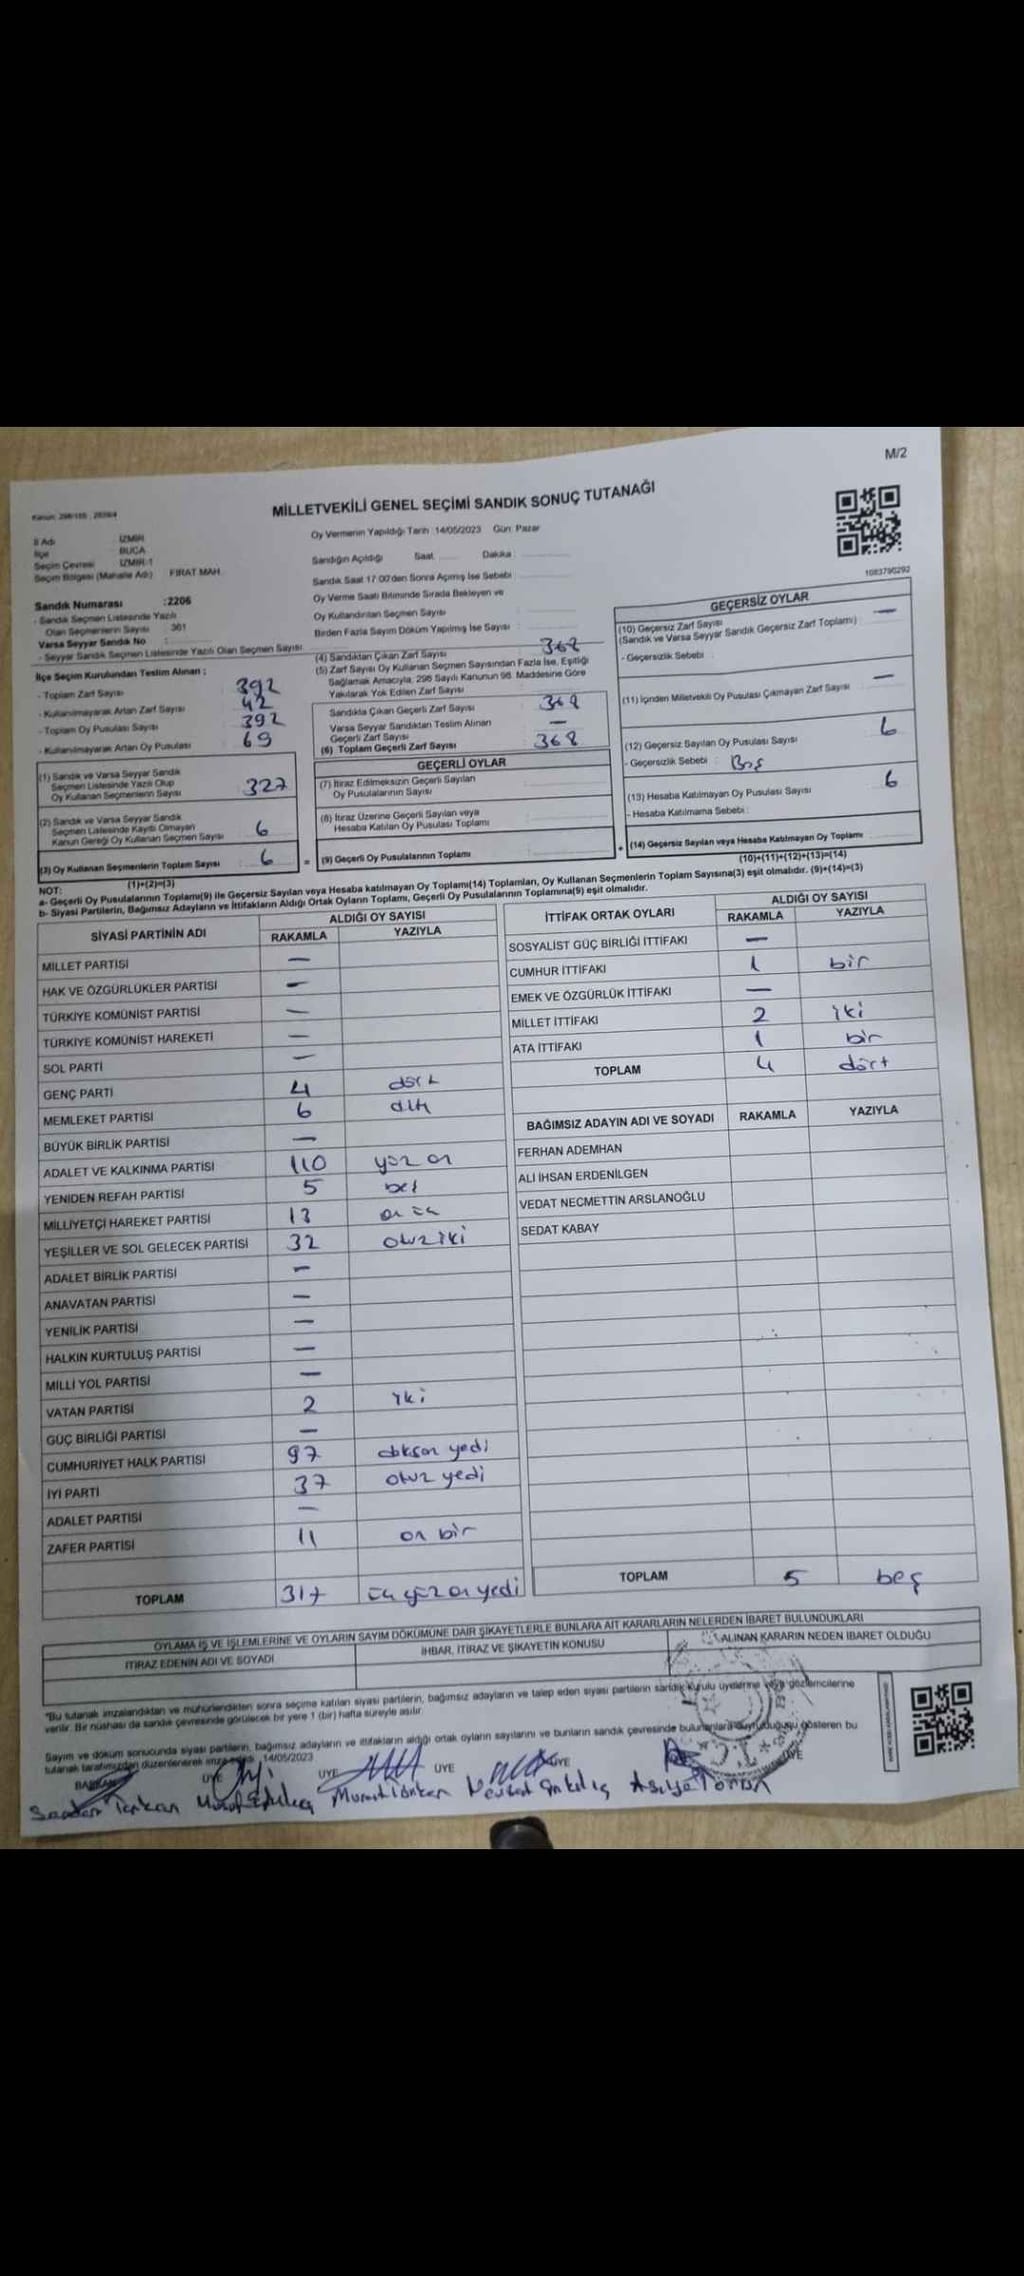 M/2
MİLLETVEKİLİ GENEL SEÇİMİ SANDIK SONUÇ TUTANAĞI
İl Adı İZMİR
İlçe BUCA
Seçim Çevresi İZMİR-1
Seçim Bölgesi (Mahalle Adı) FIRAT MAH.
Sandık Numarası :2206
- Sandık Seçmen Listesinde Yazılı
Olan Seçmenlerin Sayısı
Varsa Seyyar Sandık No :
- Seyyar Sandık Seçmen Listesinde Yazılı Olan Seçmen Sayısı
Oy Vermenin Yapıldığı Tarih :14/05/2023 Gün: Pazar
Sandığın Açıldığı Saat Dakika :
Sandık Saat 17:00'den Sonra Açılmış İse Sebebi :
Oy Verme Saati Bitiminde Sırada Bekleyen ve
Oy Kullandırılan Seçmen Sayısı :
Birden Fazla Sayım Döküm Yapılmış İse Sayısı :
1083790292
İlçe Seçim Kurulundan Teslim Alınan :
- Toplam Zarf Sayısı 392
- Kullanılmayarak Artan Zarf Sayısı 42
- Toplam Oy Pusulası Sayısı 392
- Kullanılmayarak Artan Oy Pusulası 69
(1) Sandık ve Varsa Seyyar Sandık
Seçmen Listesinde Yazılı Olup
Oy Kullanan Seçmenlerin Sayısı : 327
(2) Sandık ve Varsa Seyyar Sandık
Seçmen Listesinde Kayıtlı Olmayan
Kanun Gereği Oy Kullanan Seçmen Sayısı : 6
(3) Oy Kullanan Seçmenlerin Toplam Sayısı : 6
(1)+(2)=(3)
(4) Sandıktan Çıkan Zarf Sayısı : 368
(5) Zarf Sayısı Oy Kullanan Seçmen Sayısından Fazla İse, Eşitliği
Sağlamak Amacıyla, 298 Sayılı Kanunun 98. Maddesine Göre
Yakılarak Yok Edilen Zarf Sayısı
Sandıkta Çıkan Geçerli Zarf Sayısı 368
Varsa Seyyar Sandıktan Teslim Alınan
Geçerli Zarf Sayısı —
(6) Toplam Geçerli Zarf Sayısı 368
GEÇERLİ OYLAR
(7) İtiraz Edilmeksizin Geçerli Sayılan
Oy Pusulalarının Sayısı
(8) İtiraz Üzerine Geçerli Sayılan veya
Hesaba Katılan Oy Pusulası Toplamı
(9) Geçerli Oy Pusulalarının Toplamı
GEÇERSİZ OYLAR
(10) Geçersiz Zarf Sayısı —
(Sandık ve Varsa Seyyar Sandık Geçersiz Zarf Toplamı)
- Geçersizlik Sebebi :
(11) İçinden Milletvekili Oy Pusulası Çıkmayan Zarf Sayısı —
(12) Geçersiz Sayılan Oy Pusulası Sayısı 6
- Geçersizlik Sebebi : Boş
(13) Hesaba Katılmayan Oy Pusulası Sayısı 6
- Hesaba Katılmama Sebebi :
(14) Geçersiz Sayılan veya Hesaba Katılmayan Oy Toplamı
(10)+(11)+(12)+(13)=(14)
NOT:
a- Geçerli Oy Pusulalarının Toplamı(9) ile Geçersiz Sayılan veya Hesaba katılmayan Oy Toplamı(14) Toplamları, Oy Kullanan Seçmenlerin Toplam Sayısına(3) eşit olmalıdır. (9)+(14)=(3)
b- Siyasi Partilerin, Bağımsız Adayların ve İttifakların Aldığı Ortak Oyların Toplamı, Geçerli Oy Pusulalarının Toplamına(9) eşit olmalıdır.
SİYASİ PARTİNİN ADI ALDIĞI OY SAYISI
RAKAMLA YAZIYLA
MİLLET PARTİSİ —
HAK VE ÖZGÜRLÜKLER PARTİSİ —
TÜRKİYE KOMÜNİST PARTİSİ —
TÜRKİYE KOMÜNİST HAREKETİ —
SOL PARTİ —
GENÇ PARTİ 4 dört
MEMLEKET PARTİSİ 6 altı
BÜYÜK BİRLİK PARTİSİ —
ADALET VE KALKINMA PARTİSİ 110 yüz on
YENİDEN REFAH PARTİSİ 5 beş
MİLLİYETÇİ HAREKET PARTİSİ 13 on üç
YEŞİLLER VE SOL GELECEK PARTİSİ 32 otuz iki
ADALET BİRLİK PARTİSİ —
ANAVATAN PARTİSİ —
YENİLİK PARTİSİ —
HALKIN KURTULUŞ PARTİSİ —
MİLLİ YOL PARTİSİ —
VATAN PARTİSİ 2 iki
GÜÇ BİRLİĞİ PARTİSİ —
CUMHURİYET HALK PARTİSİ 97 doksan yedi
İYİ PARTİ 37 otuz yedi
ADALET PARTİSİ —
ZAFER PARTİSİ 11 on bir
TOPLAM 317 üç yüz on yedi
İTTİFAK ORTAK OYLARI ALDIĞI OY SAYISI
RAKAMLA YAZIYLA
SOSYALİST GÜÇ BİRLİĞİ İTTİFAKI —
CUMHUR İTTİFAKI 1 bir
EMEK VE ÖZGÜRLÜK İTTİFAKI —
MİLLET İTTİFAKI 2 iki
ATA İTTİFAKI 1 bir
TOPLAM 4 dört
BAĞIMSIZ ADAYIN ADI VE SOYADI RAKAMLA YAZIYLA
FERHAN ADEMHAN
ALİ İHSAN ERDENİLGEN
VEDAT NECMETTİN ARSLANOĞLU
SEDAT KABAY
TOPLAM 5 beş
OYLAMA İŞ VE İŞLEMLERİNE VE OYLARIN SAYIM DÖKÜMÜNE DAİR ŞİKAYETLERLE BUNLARA AİT KARARLARIN NELERDEN İBARET BULUNDUKLARI
İTİRAZ EDENİN ADI VE SOYADI İHBAR, İTİRAZ VE ŞİKAYETİN KONUSU ALINAN KARARIN NEDEN İBARET OLDUĞU
"Bu tutanak imzalandıktan ve mühürlendikten sonra seçime katılan siyasi partilerin, bağımsız adayların ve talep eden siyasi partilerin sandık kurulu üyelerine veya gözlemcilerine
verilir. Bir nüshası da sandık çevresinde görülecek bir yere 1 (bir) hafta süreyle asılır.
Sayım ve döküm sonucunda siyasi partilerin, bağımsız adayların ve ittifakların aldığı ortak oyların sayılarını ve bunların sandık çevresinde bulunanlara duyurulduğunu gösteren bu
tutanak tarafımızdan düzenlenerek imza 14/05/2023
BAŞKAN ÜYE ÜYE ÜYE ÜYE ÜYE
Asiye Torun